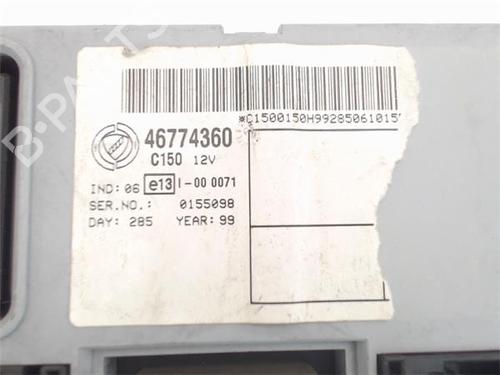 *C1500150H99285061015*
46774360
C150 12V
IND: 06 e13 I-00 0071
SER.NO.: 0155098
DAY: 285 YEAR: 99
B-PARTS